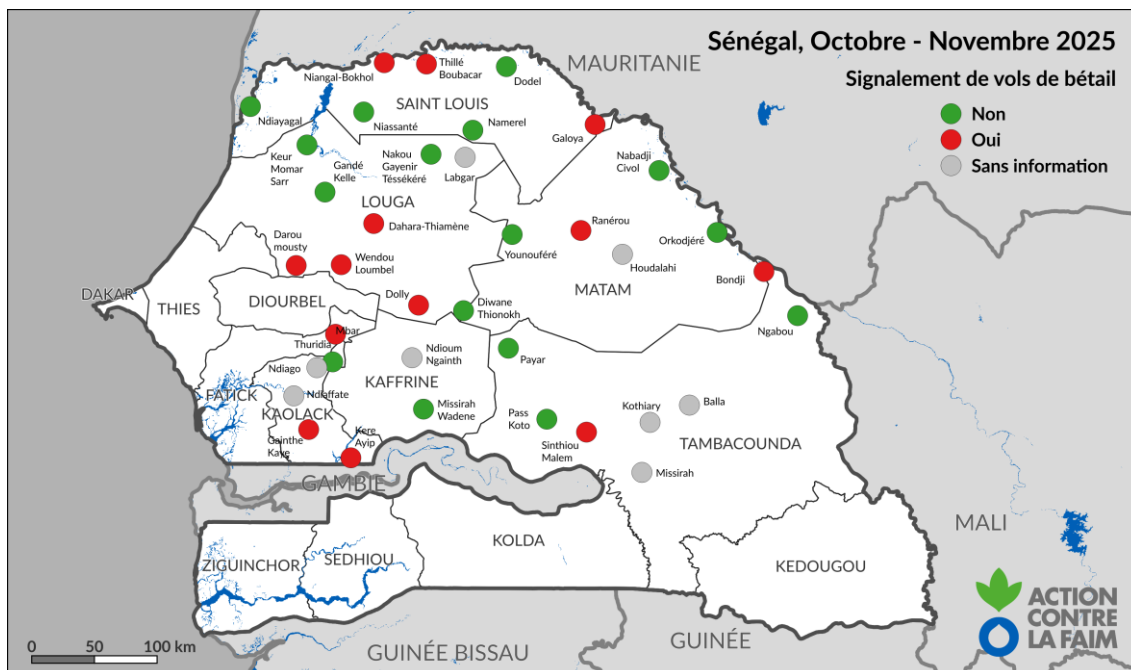 Sénégal, Octobre - Novembre 2025
Signalement de vols de bétail
Non
Oui
Sans information
MAURITANIE
Niangal-Bokhol
Thillé
Boubacar
Dodel
SAINT LOUIS
Ndiayagal
Niassanté
Namerel
Galoya
Keur
Momar
Sarr
Gandé
Kelle
Nakou
Gayenir
Téssékéré
Labgar
Nabadji
Civol
LOUGA
Dahara-Thiamène
Ranérou
Younouféré
Orkodjéré
Houdalahi
Darou
mousty
Wendou
Loumbel
Bondji
MATAM
DAKAR
THIES
DIOURBEL
Dolly
Diwane
Thionokh
Ngabou
Mbar
Thuridia
Ndiago
Ndioum
Ngainth
Payar
KAFFRINE
FATICK
Ndiaffate
KAOLACK
Missirah
Wadene
Pass
Koto
Kothiary
Balla
Gainthe
Kaye
Kere
Ayip
Sinthiou
Malem
TAMBACOUNDA
Missirah
GAMBIE
MALI
KOLDA
ZIGUINCHOR
SEDHIOU
KEDOUGOU
0 50 100 km
GUINÉE BISSAU
GUINÉE
ACTION
CONTRE
LA FAIM